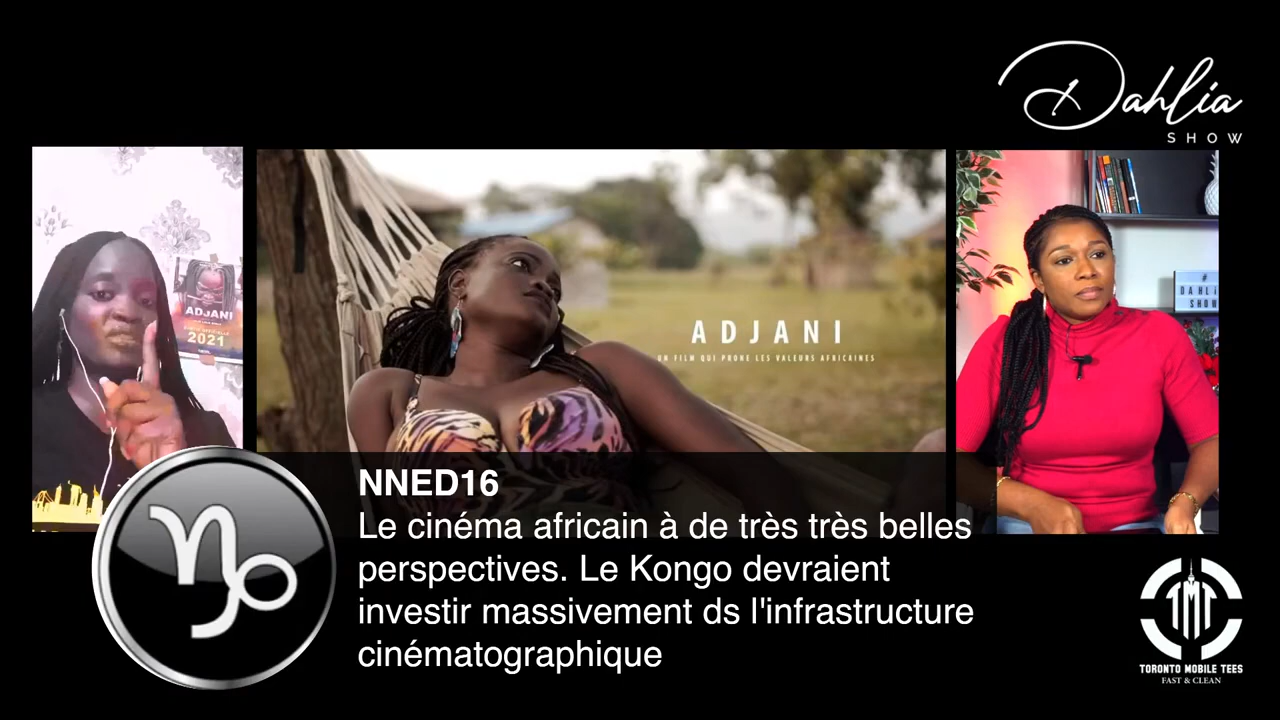 Dahlia
SHOW
ADJANI
2021
ADJANI
UN FILM QUI PRONE LES VALEURS AFRICAINES
#
DAHLIA
SHOW
NNED16
Le cinéma africain à de très très belles
perspectives. Le Kongo devraient
investir massivement ds l'infrastructure
cinématographique
TMT
TORONTO MOBILE TEES
FAST & CLEAN